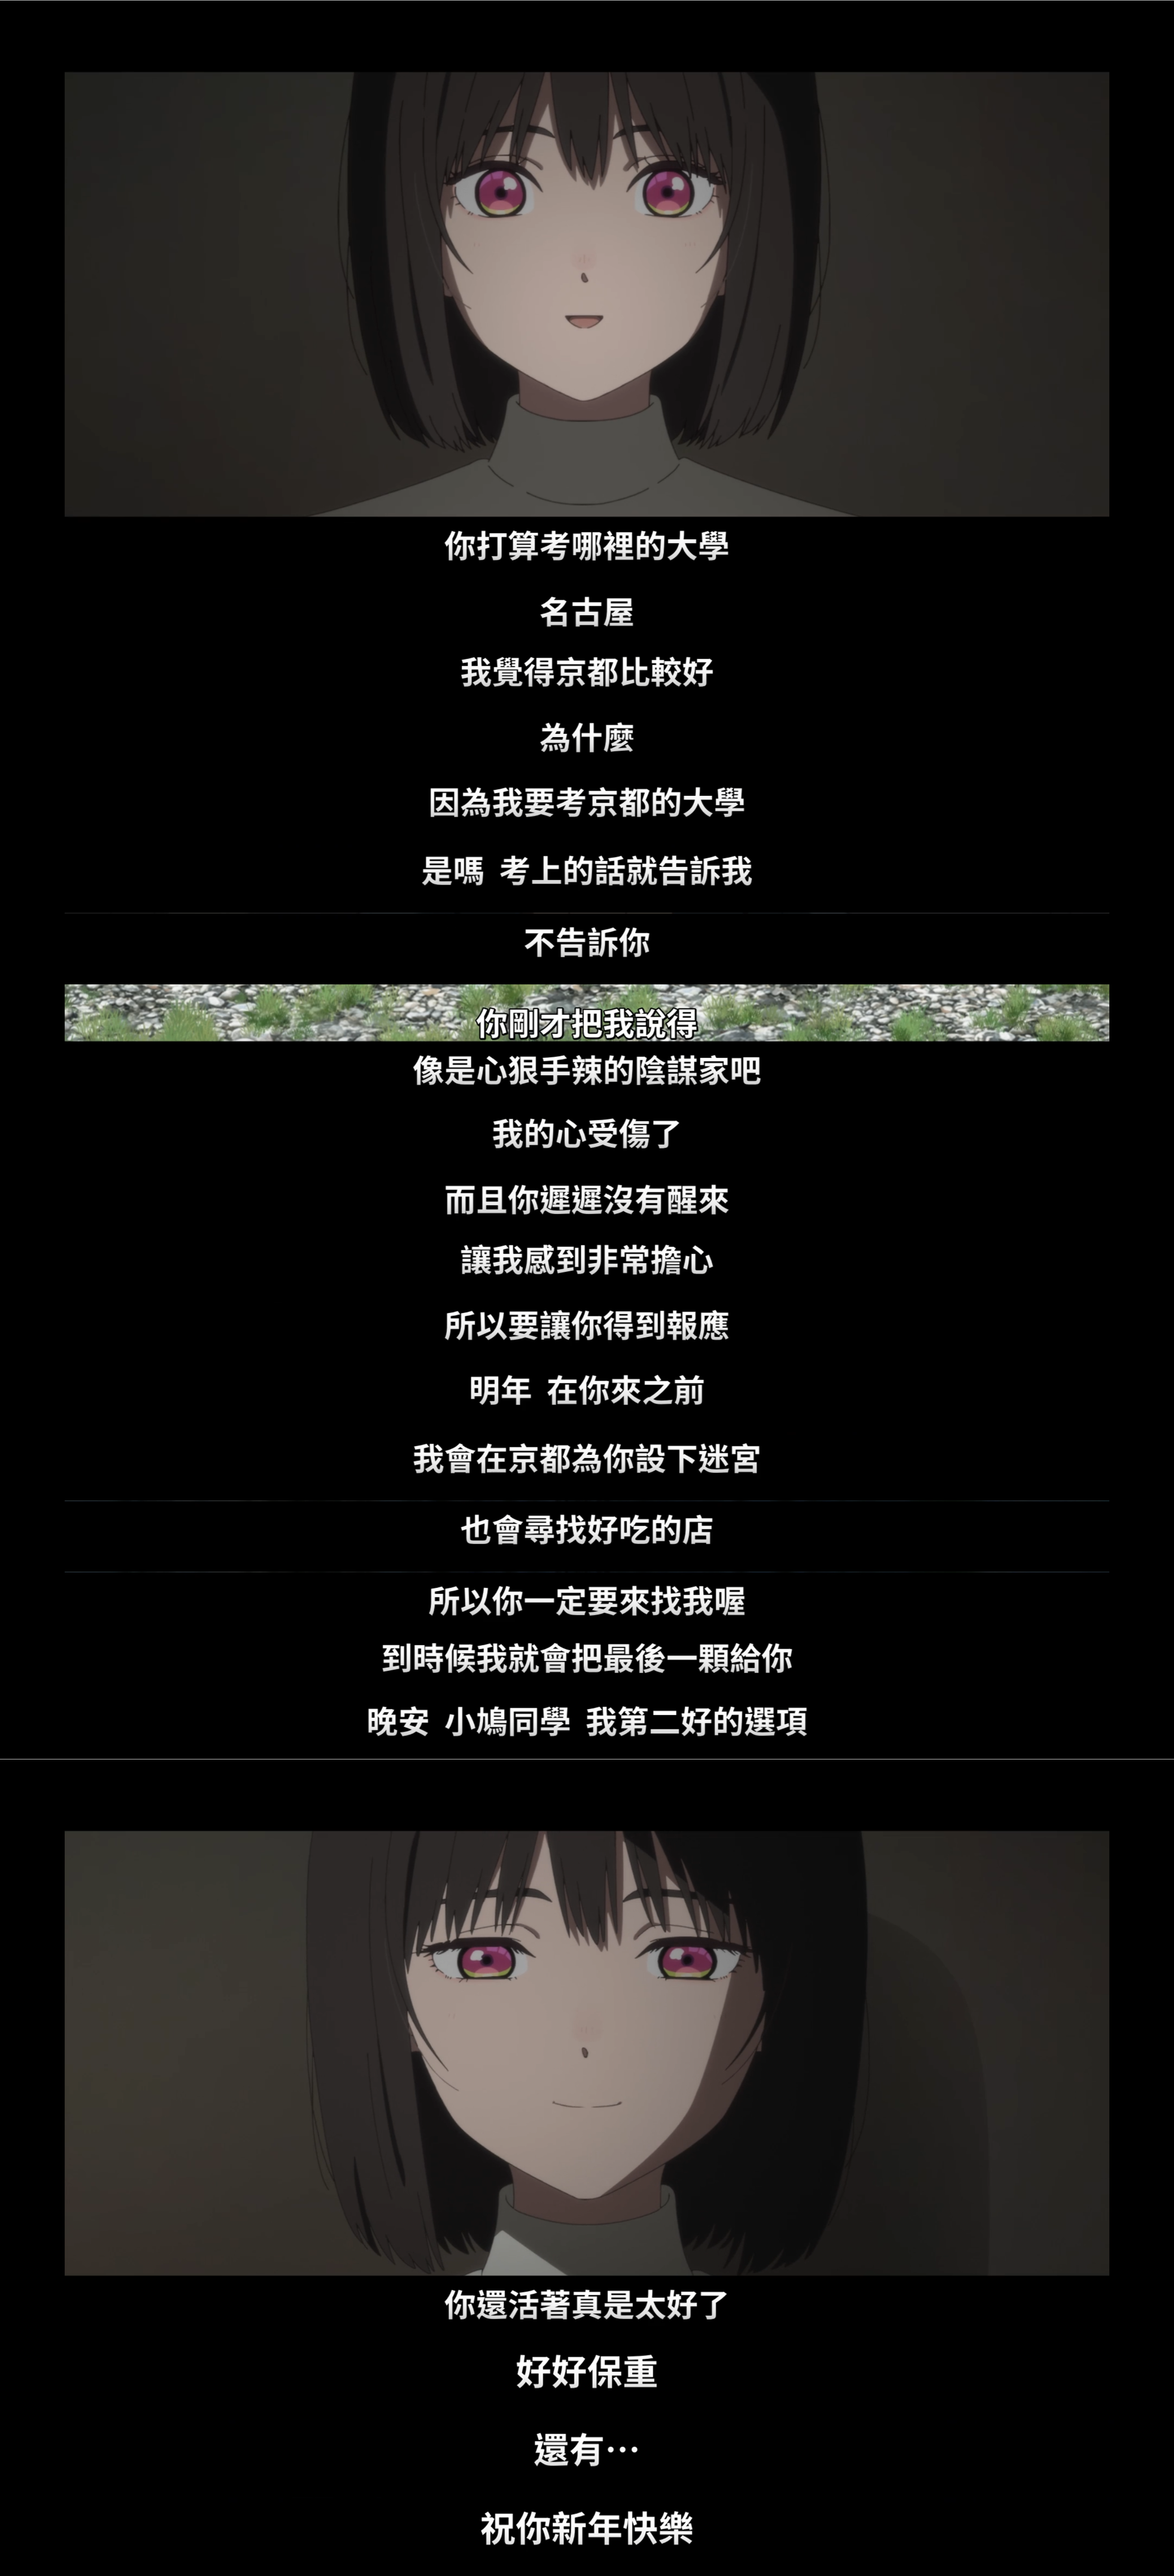 你打算考哪裡的大學
名古屋
我覺得京都比較好
為什麼
因為我要考京都的大學
是嗎 考上的話就告訴我
不告訴你
你剛才把我說得
像是心狠手辣的陰謀家吧
我的心受傷了
而且你遲遲沒有醒來
讓我感到非常擔心
所以要讓你得到報應
明年 在你來之前
我會在京都為你設下迷宮
也會尋找好吃的店
所以你一定要來找我喔
到時候我就會把最後一顆給你
晚安 小鳩同學 我第二好的選項
你還活著真是太好了
好好保重
還有…
祝你新年快樂